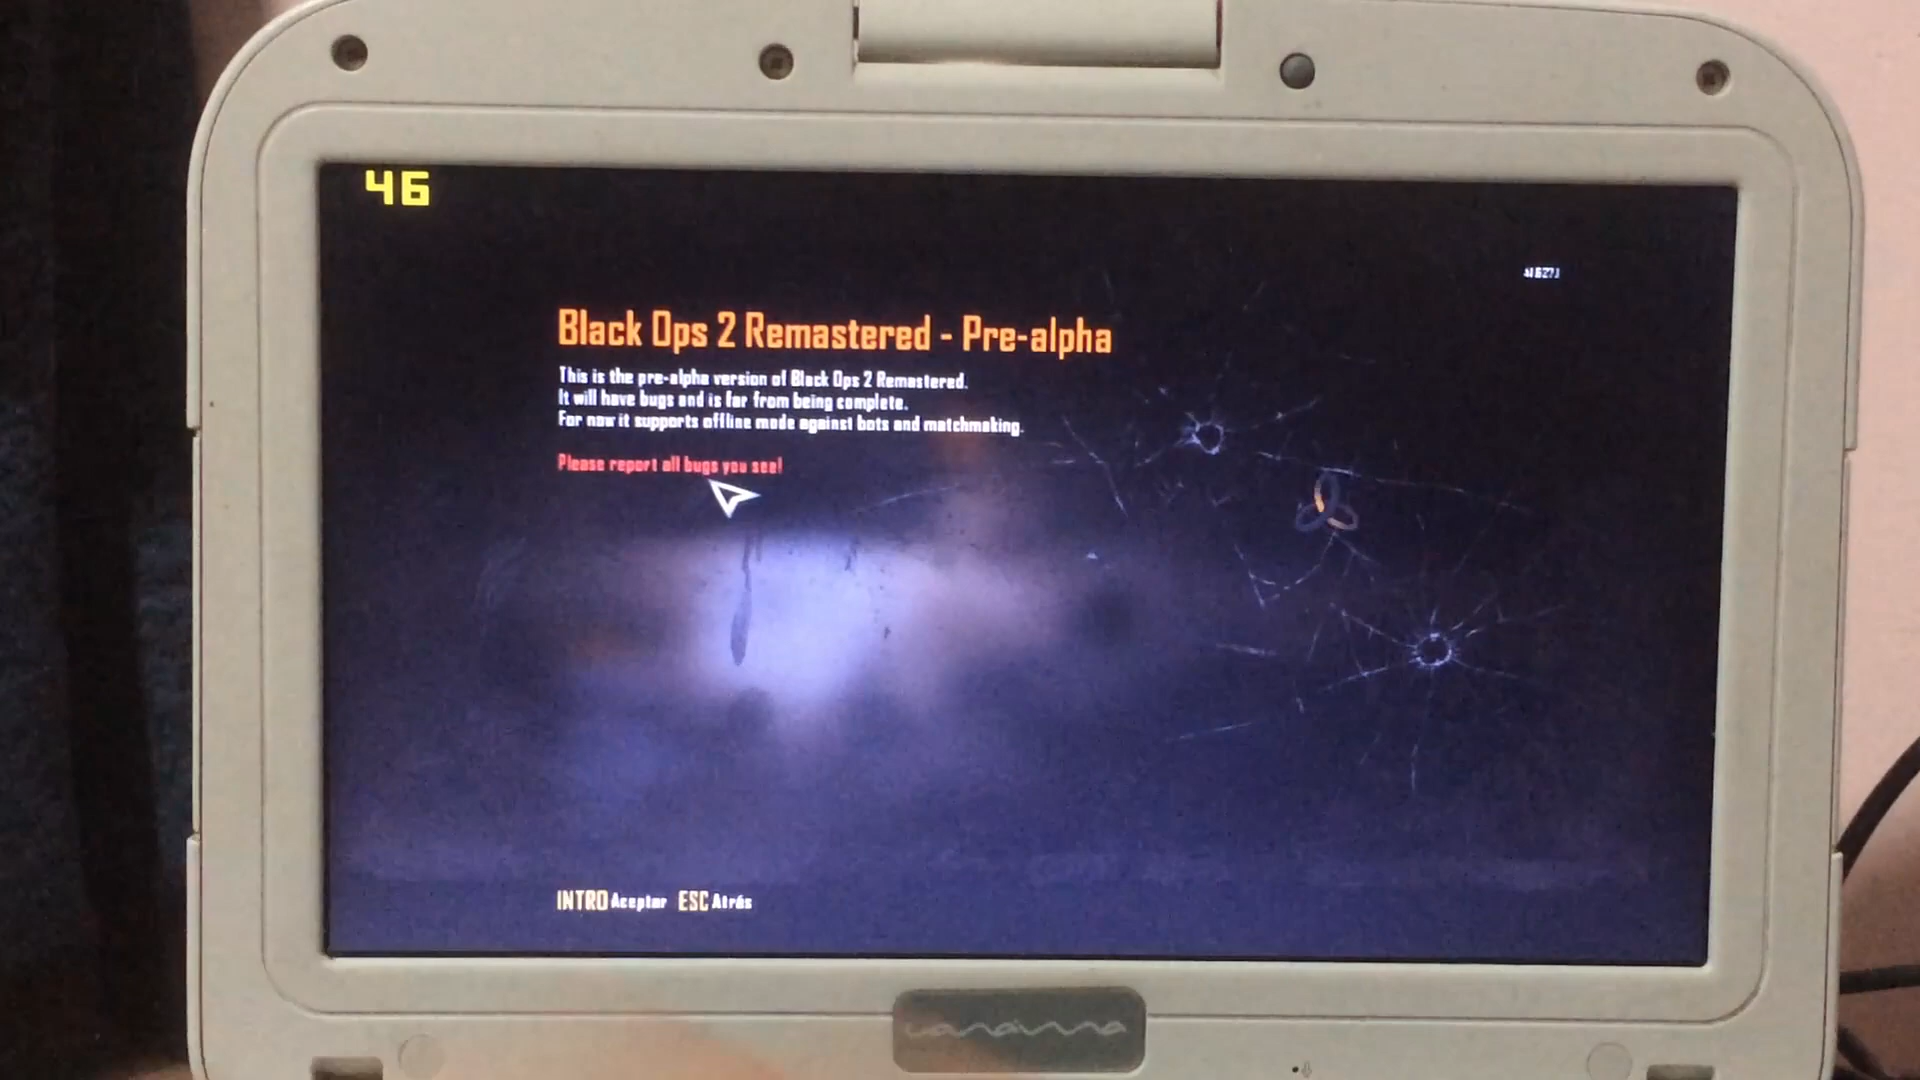 46
Black Ops 2 Remastered - Pre-alpha
This is the pre-alpha version of Black Ops 2 Remastered.
It will have bugs and is far from being complete.
For now it supports offline mode against bots and matchmaking.
Please report all bugs you see!
INTRO Aceptar ESC Atrás